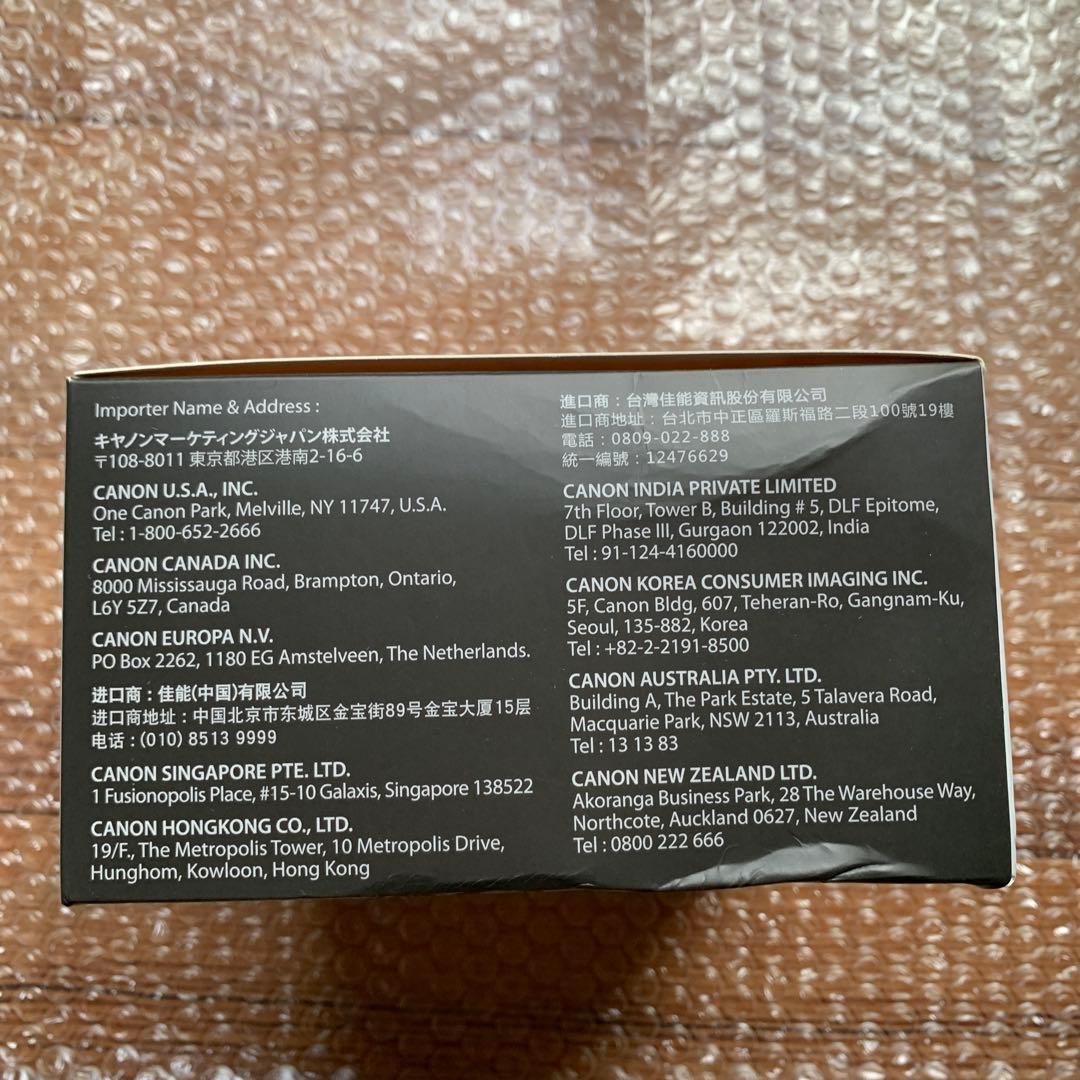 Importer Name & Address :
キヤノンマーケティングジャパン株式会社
〒108-8011 東京都港区港南2-16-6
CANON U.S.A., INC.
One Canon Park, Melville, NY 11747, U.S.A.
Tel : 1-800-652-2666
CANON CANADA INC.
8000 Mississauga Road, Brampton, Ontario,
L6Y 5Z7, Canada
CANON EUROPA N.V.
PO Box 2262, 1180 EG Amstelveen, The Netherlands.
进口商 : 佳能(中国)有限公司
进口商地址 : 中国北京市东城区金宝街89号金宝大厦15层
电话 : (010) 8513 9999
CANON SINGAPORE PTE. LTD.
1 Fusionopolis Place, #15-10 Galaxis, Singapore 138522
CANON HONGKONG CO., LTD.
19/F., The Metropolis Tower, 10 Metropolis Drive,
Hunghom, Kowloon, Hong Kong
進口商 : 台灣佳能資訊股份有限公司
進口商地址 : 台北市中正區羅斯福路二段100號19樓
電話 : 0809-022-888
統一編號 : 12476629
CANON INDIA PRIVATE LIMITED
7th Floor, Tower B, Building # 5, DLF Epitome,
DLF Phase III, Gurgaon 122002, India
Tel : 91-124-4160000
CANON KOREA CONSUMER IMAGING INC.
5F, Canon Bldg, 607, Teheran-Ro, Gangnam-Ku,
Seoul, 135-882, Korea
Tel : +82-2-2191-8500
CANON AUSTRALIA PTY. LTD.
Building A, The Park Estate, 5 Talavera Road,
Macquarie Park, NSW 2113, Australia
Tel : 13 13 83
CANON NEW ZEALAND LTD.
Akoranga Business Park, 28 The Warehouse Way,
Northcote, Auckland 0627, New Zealand
Tel : 0800 222 666